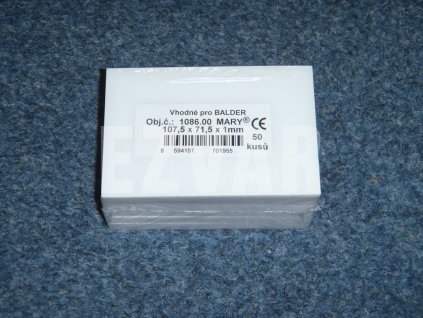 Vhodné pro BALDER
Obj.č.: 1086.00 MARY® CE
107,5 x 71,5 x 1mm
50
kusů
8 594157 701955